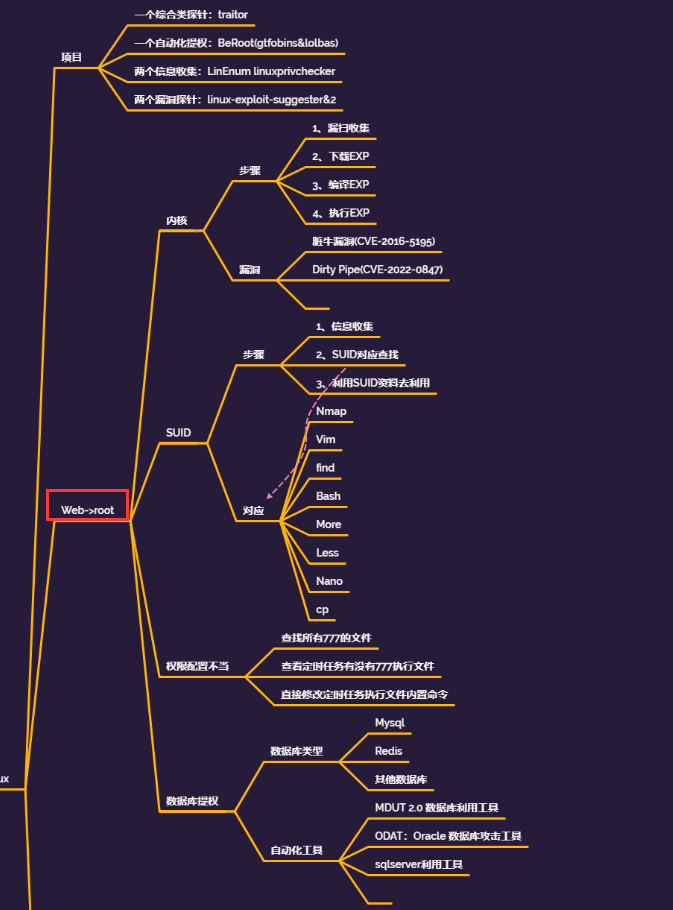 一个综合类探针：traitor
一个自动化提权：BeRoot(gtfobins&lolbas)
项目
两个信息收集：LinEnum linuxprivchecker
两个漏洞探针：linux-exploit-suggester&2
1、漏扫收集
2、下载EXP
步骤
3、编译EXP
4、执行EXP
内核
脏牛漏洞(CVE-2016-5195)
漏洞
Dirty Pipe(CVE-2022-0847)
1、信息收集
步骤
2、SUID对应查找
3、利用SUID资料去利用
SUID
Nmap
Vim
find
Bash
对应
More
Less
Nano
cp
Web->root
查找所有777的文件
权限配置不当
查看定时任务有没有777执行文件
直接修改定时任务执行文件内置命令
Mysql
数据库类型
Redis
其他数据库
ux
数据库提权
MDUT 2.0 数据库利用工具
ODAT：Oracle 数据库攻击工具
自动化工具
sqlserver利用工具